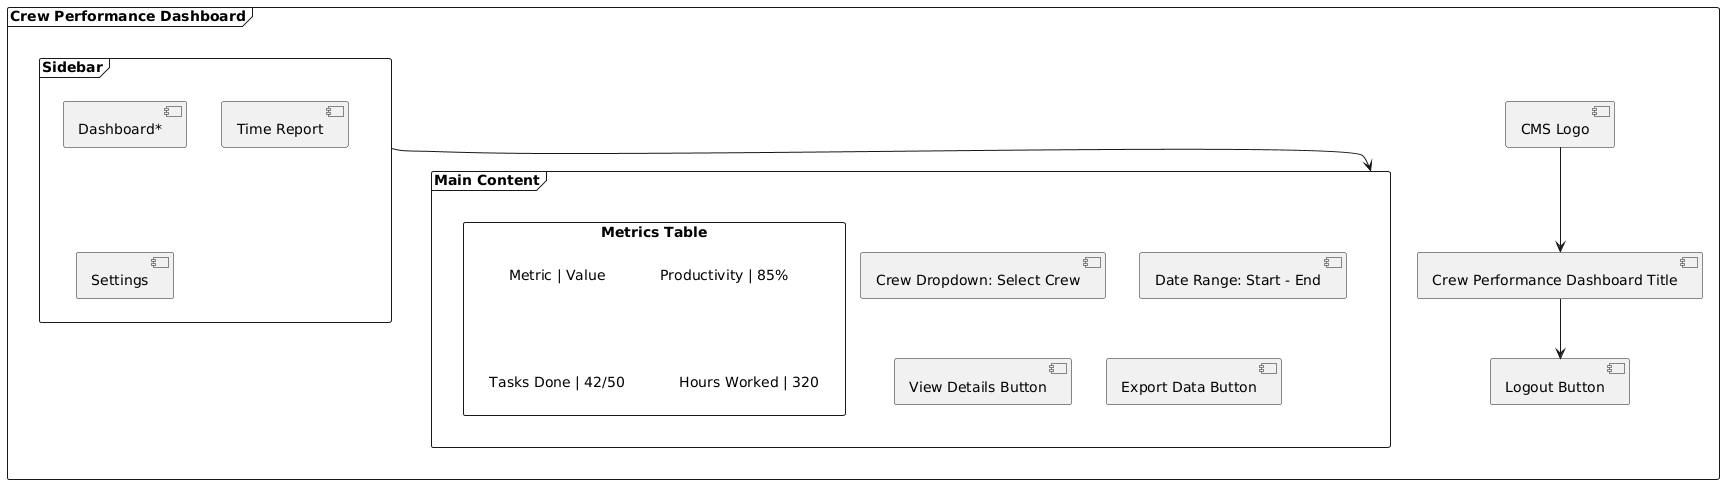 Crew Performance Dashboard
Sidebar
Dashboard*
Time Report
Settings
Main Content
Metrics Table
Metric | Value
Productivity | 85%
Tasks Done | 42/50
Hours Worked | 320
Crew Dropdown: Select Crew
Date Range: Start - End
View Details Button
Export Data Button
CMS Logo
Crew Performance Dashboard Title
Logout Button